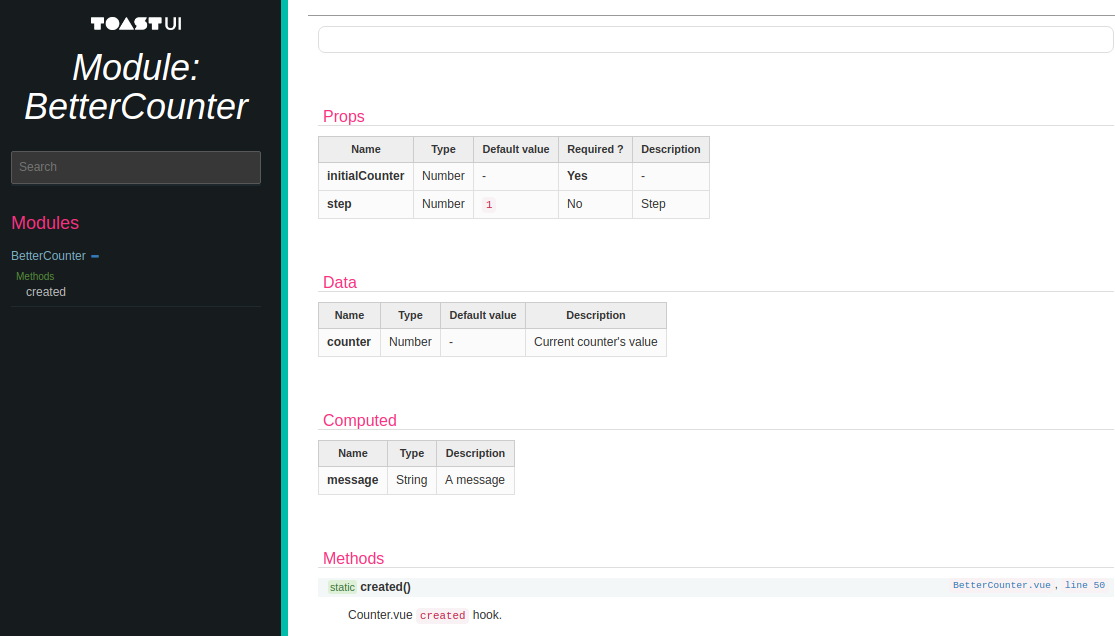 TOAST UI
Module:
BetterCounter
Search
Modules
BetterCounter
Methods
created
Props
Name Type Default value Required ? Description
initialCounter Number - Yes -
step Number 1 No Step
Data
Name Type Default value Description
counter Number - Current counter's value
Computed
Name Type Description
message String A message
Methods
static created() BetterCounter.vue, line 50
Counter.vue created hook.